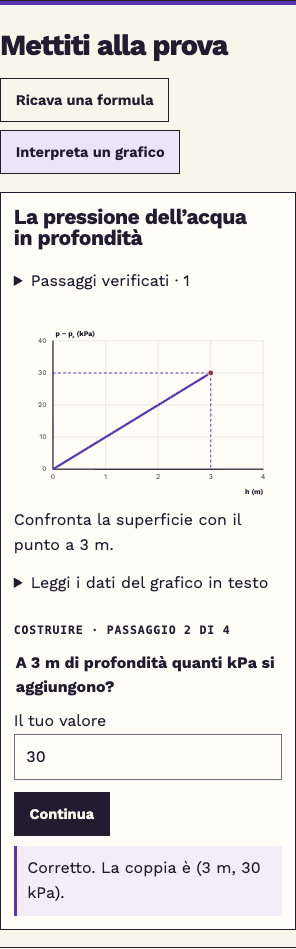 Mettiti alla prova
Ricava una formula
Interpreta un grafico
La pressione dell’acqua
in profondità
▶ Passaggi verificati · 1
p − p₀ (kPa)
40
30
20
10
0
0 1 2 3 4
h (m)
Confronta la superficie con il
punto a 3 m.
▶ Leggi i dati del grafico in testo
COSTRUIRE · PASSAGGIO 2 DI 4
A 3 m di profondità quanti kPa si
aggiungono?
Il tuo valore
30
Continua
Corretto. La coppia è (3 m, 30
kPa).